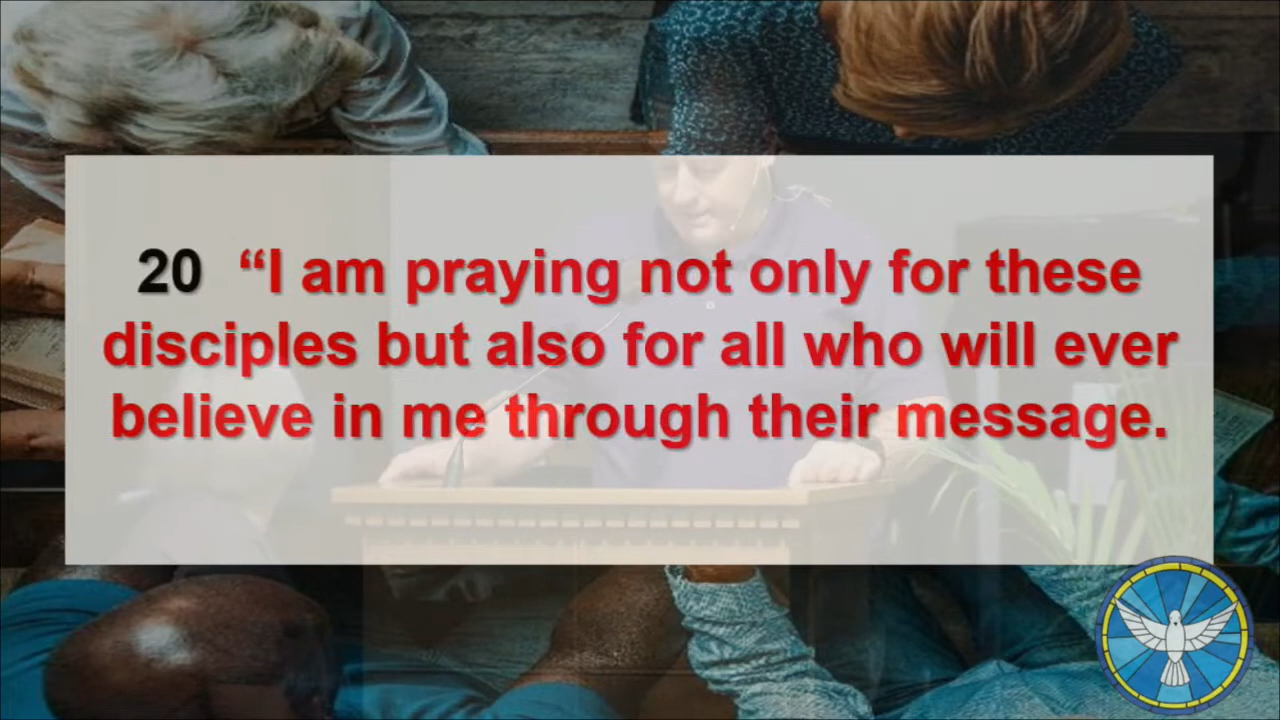 20 “I am praying not only for these
disciples but also for all who will ever
believe in me through their message.